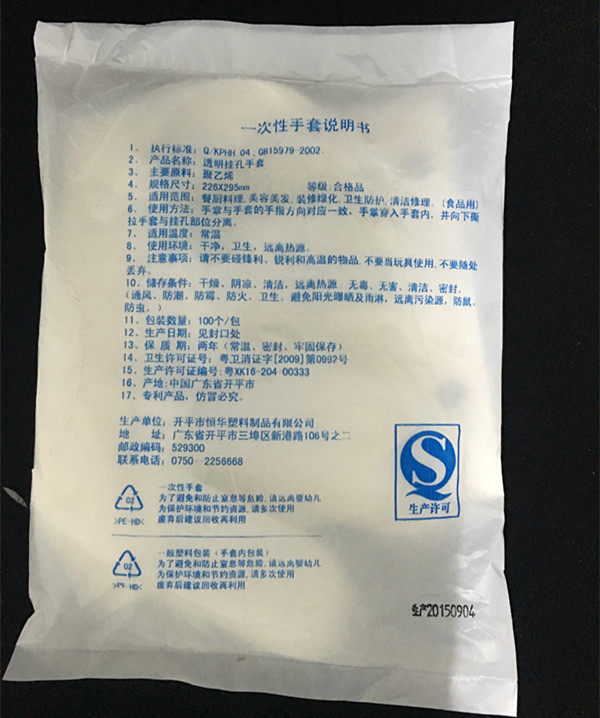 一次性手套说明书
1、 执行标准：Q/KPHH 04，GB15979-2002
2、 产品名称：透明挂孔手套
3、 主要原料：聚乙烯
4、 规格尺寸：226X295mm 等级：合格品
5、 适用范围：餐厨料理，美容美发，装修绿化，卫生防护，清洁修理。（食品用）
6、 使用方法：手掌与手套的手指方向对应一致，手掌穿入手套内，并向下撕
拉手套与挂孔部位分离。
7、 适用温度：常温
8、 使用环境：干净，卫生，远离热源。
9、 注意事项：请不要碰锋利、锐利和高温的物品，不要当玩具使用，不要随处
丢弃。
10、储存条件：干燥、阴凉、清洁，远离热源、无毒、无害、清洁、密封。
（通风、防潮、防霉、防火、卫生。避免阳光曝晒及雨淋，远离污染源，防鼠、
防虫。）
11、包装数量：100个/包
12、生产日期：见封口处
13、保 质 期：两年（常温、密封、牢固保存）
14、卫生许可证号：粤卫消证字[2009]第0992号
15、生产许可证编号：粤XK16-204-00333
16、产地：中国广东省开平市
17、专利产品，仿冒必究。
生产单位：开平市恒华塑料制品有限公司
地 址：广东省开平市三埠区新港路106号之二
邮政编码：529300
联系电话：0750-2256668
一次性手套
为了避免和防止窒息等危险，请远离婴幼儿
为保护环境和节约资源，请多次使用
废弃后建议回收再利用
02
>PE-HD<
一般塑料包装（手套内包装）
为了避免和防止窒息等危险，请远离婴幼儿
为保护环境和节约资源，请多次使用
废弃后建议回收再利用
02
>PE-HD<
S
生产许可
生产20150904